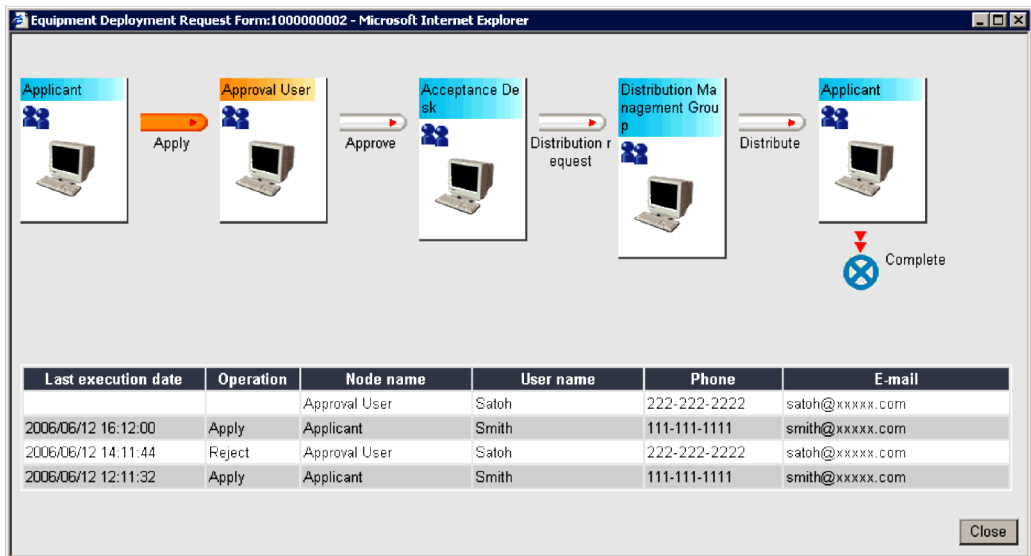 Equipment Deployment Request Form:1000000002 - Microsoft Internet Explorer
Applicant
Apply
Approval User
Approve
Acceptance De
sk
Distribution r
equest
Distribution Ma
nagement Grou
p
Distribute
Applicant
Complete
Last execution date Operation Node name User name Phone E-mail
Approval User Satoh 222-222-2222 satoh@xxxxx.com
2006/06/12 16:12:00 Apply Applicant Smith 111-111-1111 smith@xxxxx.com
2006/06/12 14:11:44 Reject Approval User Satoh 222-222-2222 satoh@xxxxx.com
2006/06/12 12:11:32 Apply Applicant Smith 111-111-1111 smith@xxxxx.com
Close